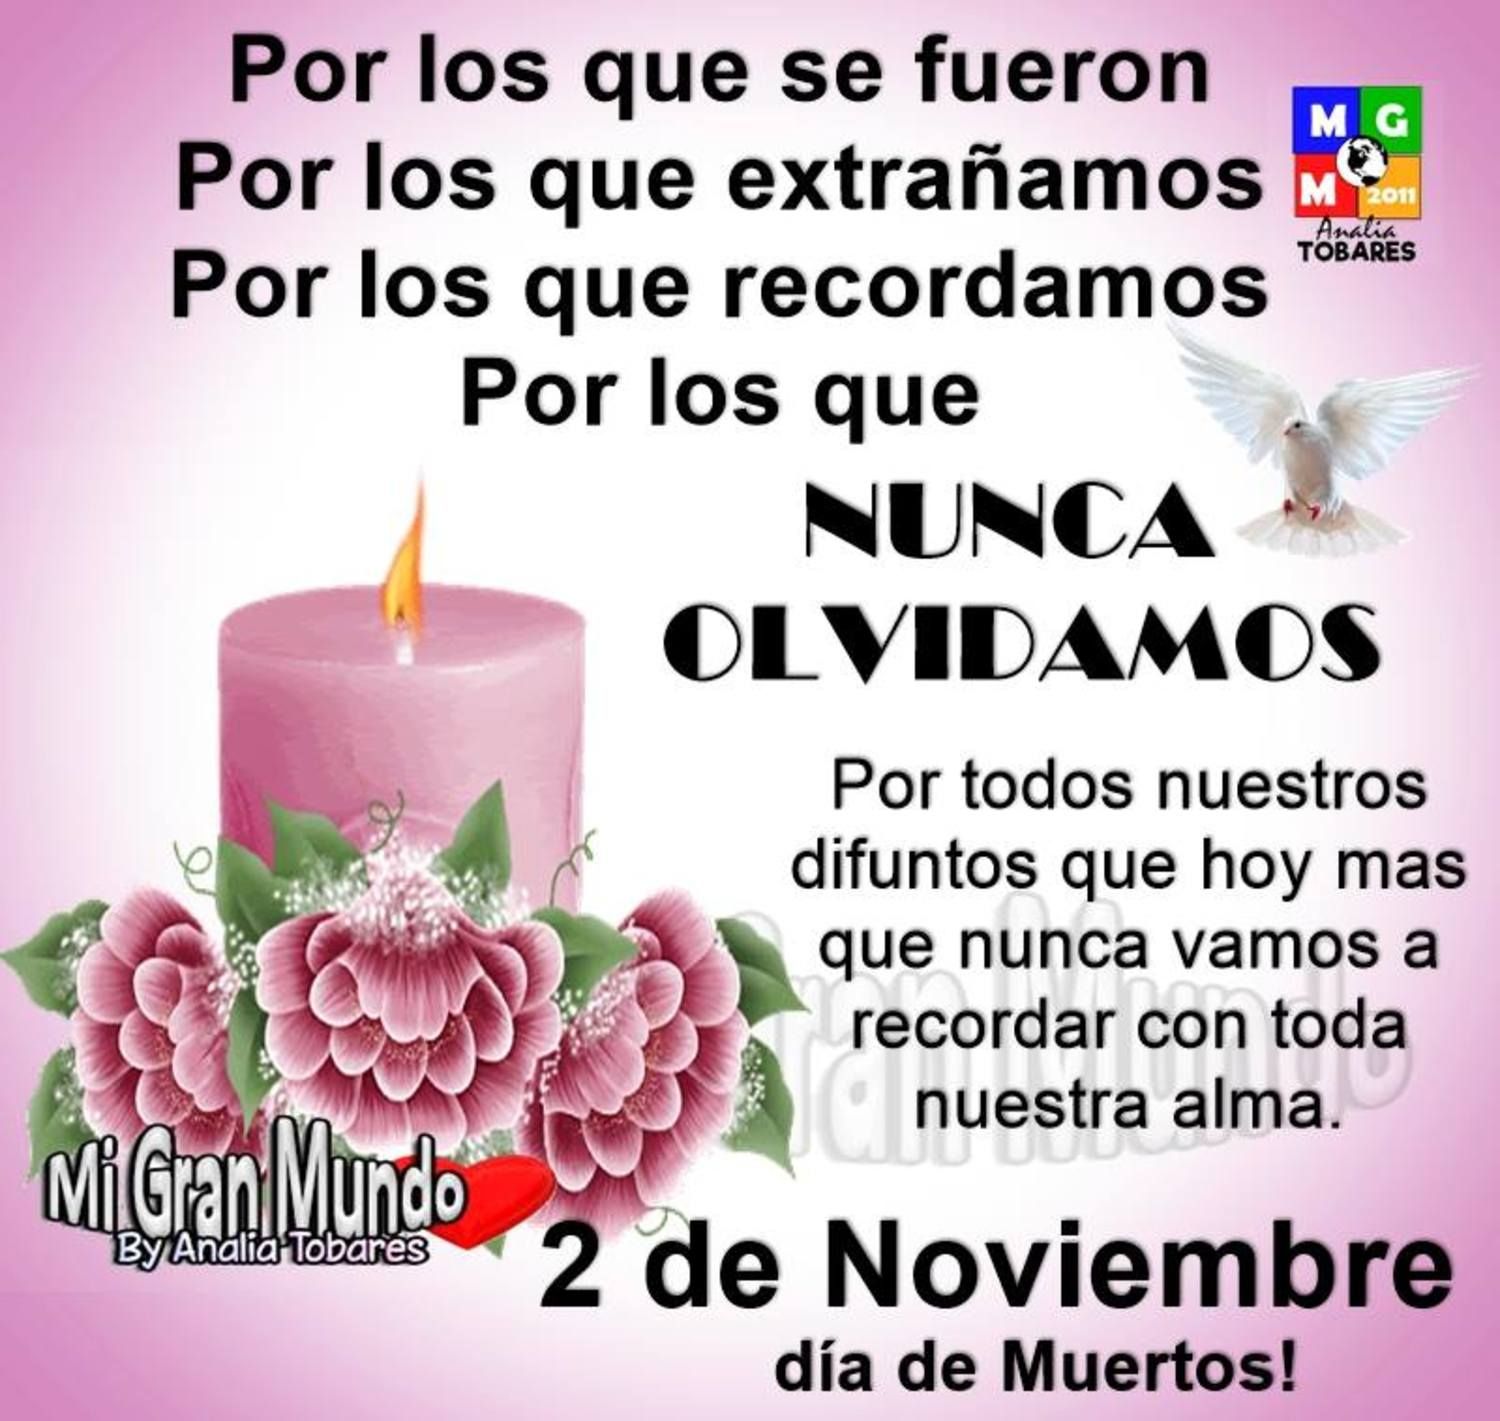 Por los que se fueron
Por los que extrañamos
Por los que recordamos
Por los que
NUNCA
OLVIDAMOS
Por todos nuestros
difuntos que hoy mas
que nunca vamos a
recordar con toda
nuestra alma.
2 de Noviembre
día de Muertos!
M G
M 2011
Analia
TOBARES
Mi Gran Mundo
By Analia Tobares
Gran Mundo